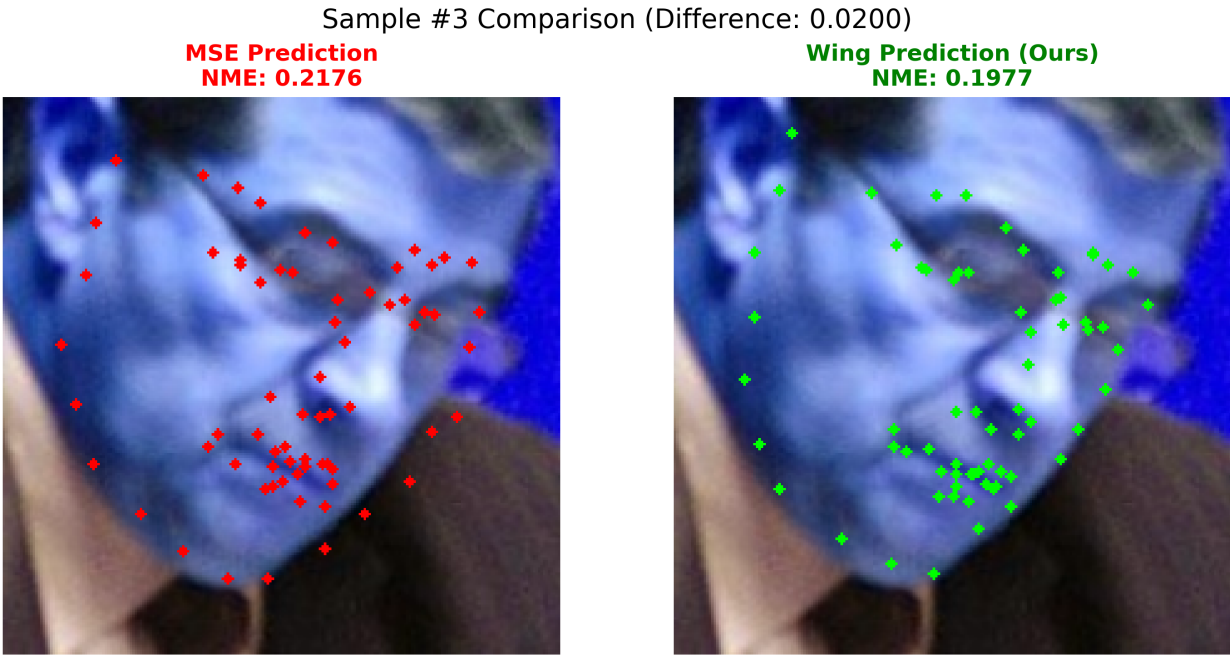 Sample #3 Comparison (Difference: 0.0200)
MSE Prediction
NME: 0.2176
Wing Prediction (Ours)
NME: 0.1977